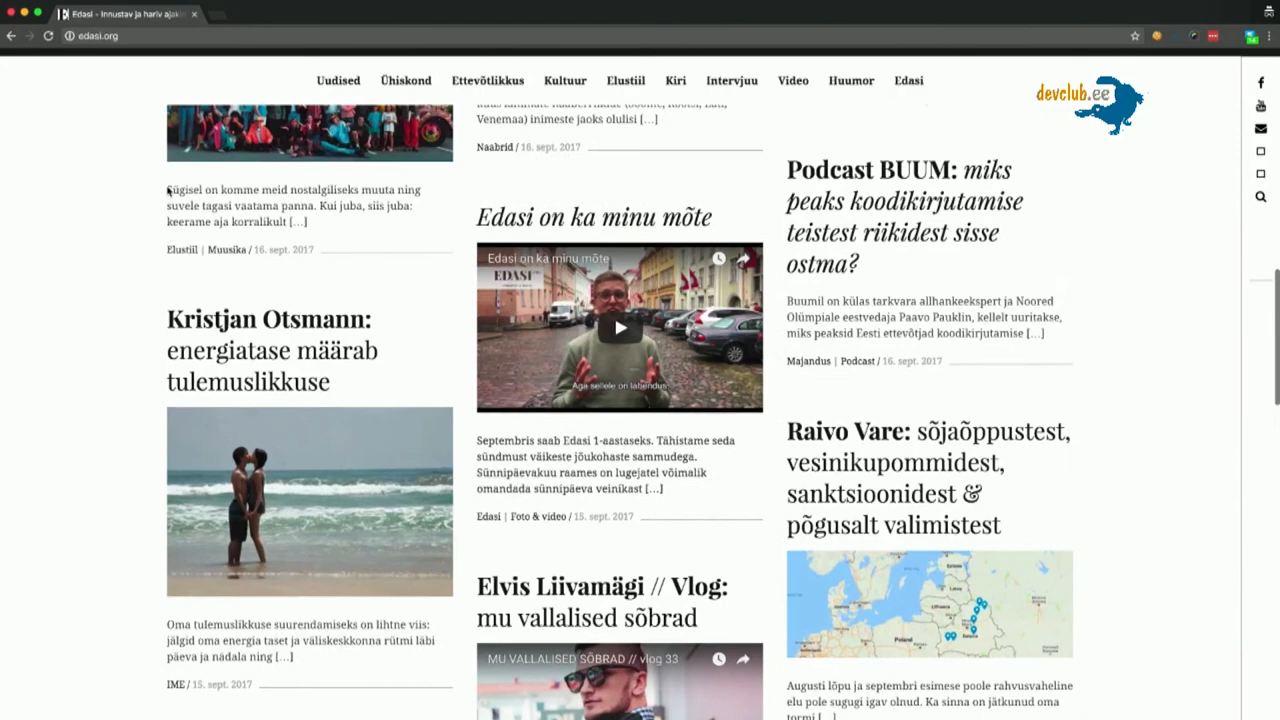 Edasi – Innustav ja hariv ajakiri
edasi.org
Uudised Ühiskond Ettevõtlikkus Kultuur Elustiil Kiri Intervjuu Video Huumor Edasi
devclub.ee
Sügisel on komme meid nostalgiliseks muuta ning
suvele tagasi vaatama panna. Kui juba, siis juba:
keerame aja korralikult [...]
Elustiil | Muusika / 16. sept. 2017
Kristjan Otsmann:
energiatase määrab
tulemuslikkuse
Oma tulemuslikkuse suurendamiseks on lihtne viis:
jälgid oma energia taset ja väliskeskkonna rütmi läbi
päeva ja nädala ning [...]
IME / 15. sept. 2017
Venemaa) inimeste jaoks olulisi [...]
Naabrid / 16. sept. 2017
Edasi on ka minu mõte
Edasi on ka minu mõte
EDASI
Aga sellele on lahendus
Septembris saab Edasi 1-aastaseks. Tähistame seda
sündmust väikeste jõukohaste sammudega.
Sünnipäevakuu raames on lugejatel võimalik
omandada sünnipäeva veinikast [...]
Edasi | Foto & video / 15. sept. 2017
Elvis Liivamägi // Vlog:
mu vallalised sõbrad
MU VALLALISED SÕBRAD // vlog 33
Podcast BUUM: miks
peaks koodikirjutamise
teistest riikidest sisse
ostma?
Buumil on külas tarkvara allhankeekspert ja Noored
Olümpiale eestvedaja Paavo Pauklin, kellelt uuritakse,
miks peaksid Eesti ettevõtjad koodikirjutamise [...]
Majandus | Podcast / 16. sept. 2017
Raivo Vare: sõjaõppustest,
vesinikupommidest,
sanktsioonidest &
põgusalt valimistest
Poland
Augusti lõpu ja septembri esimese poole rahvusvaheline
elu pole sugugi igav olnud. Ka sinna on jätkunud oma
tormi [...]